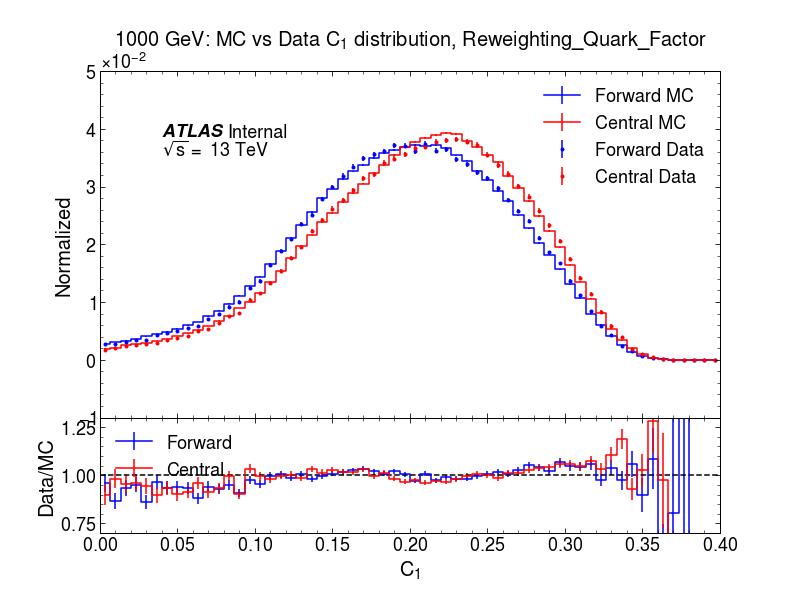 1000 GeV: MC vs Data C₁ distribution, Reweighting_Quark_Factor
×10⁻²
5
4
3
2
1
0
−1
Normalized
ATLAS Internal
√s = 13 TeV
Forward MC
Central MC
Forward Data
Central Data
1.25
1.00
0.75
Data/MC
Forward
Central
0.00 0.05 0.10 0.15 0.20 0.25 0.30 0.35 0.40
C₁